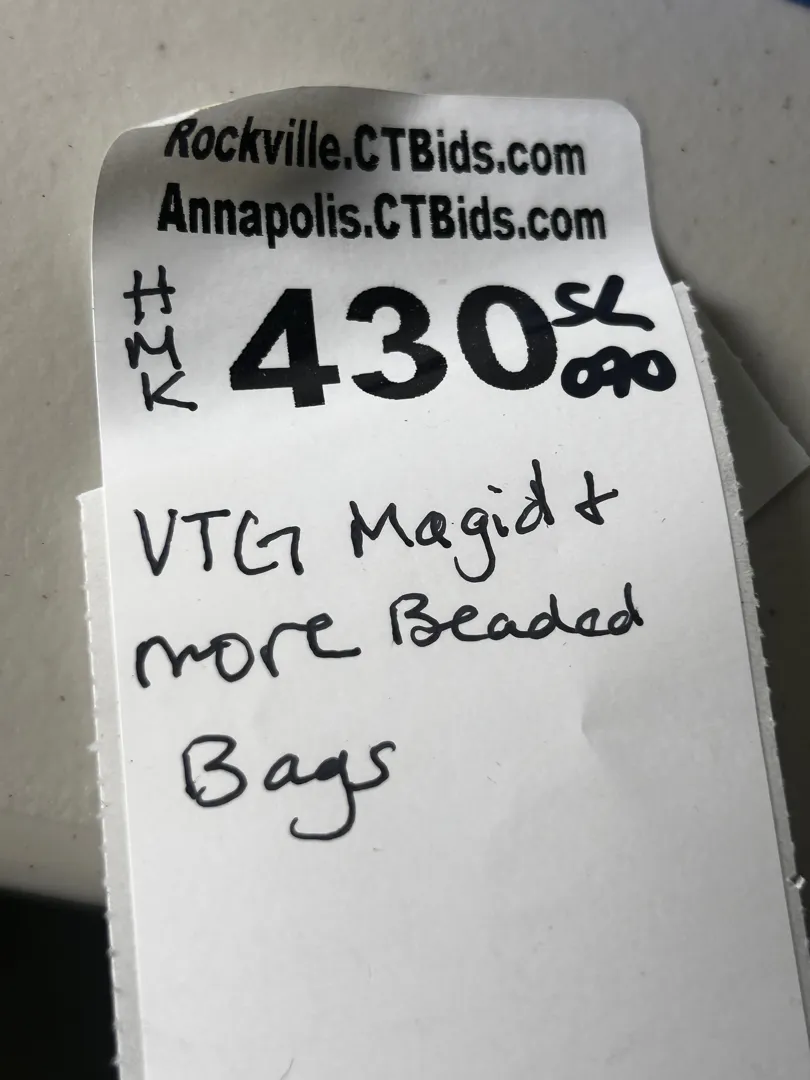 Rockville.CTBids.com
Annapolis.CTBids.com
HMK 430 SL
090
VTG Magid &
more Beaded
Bags